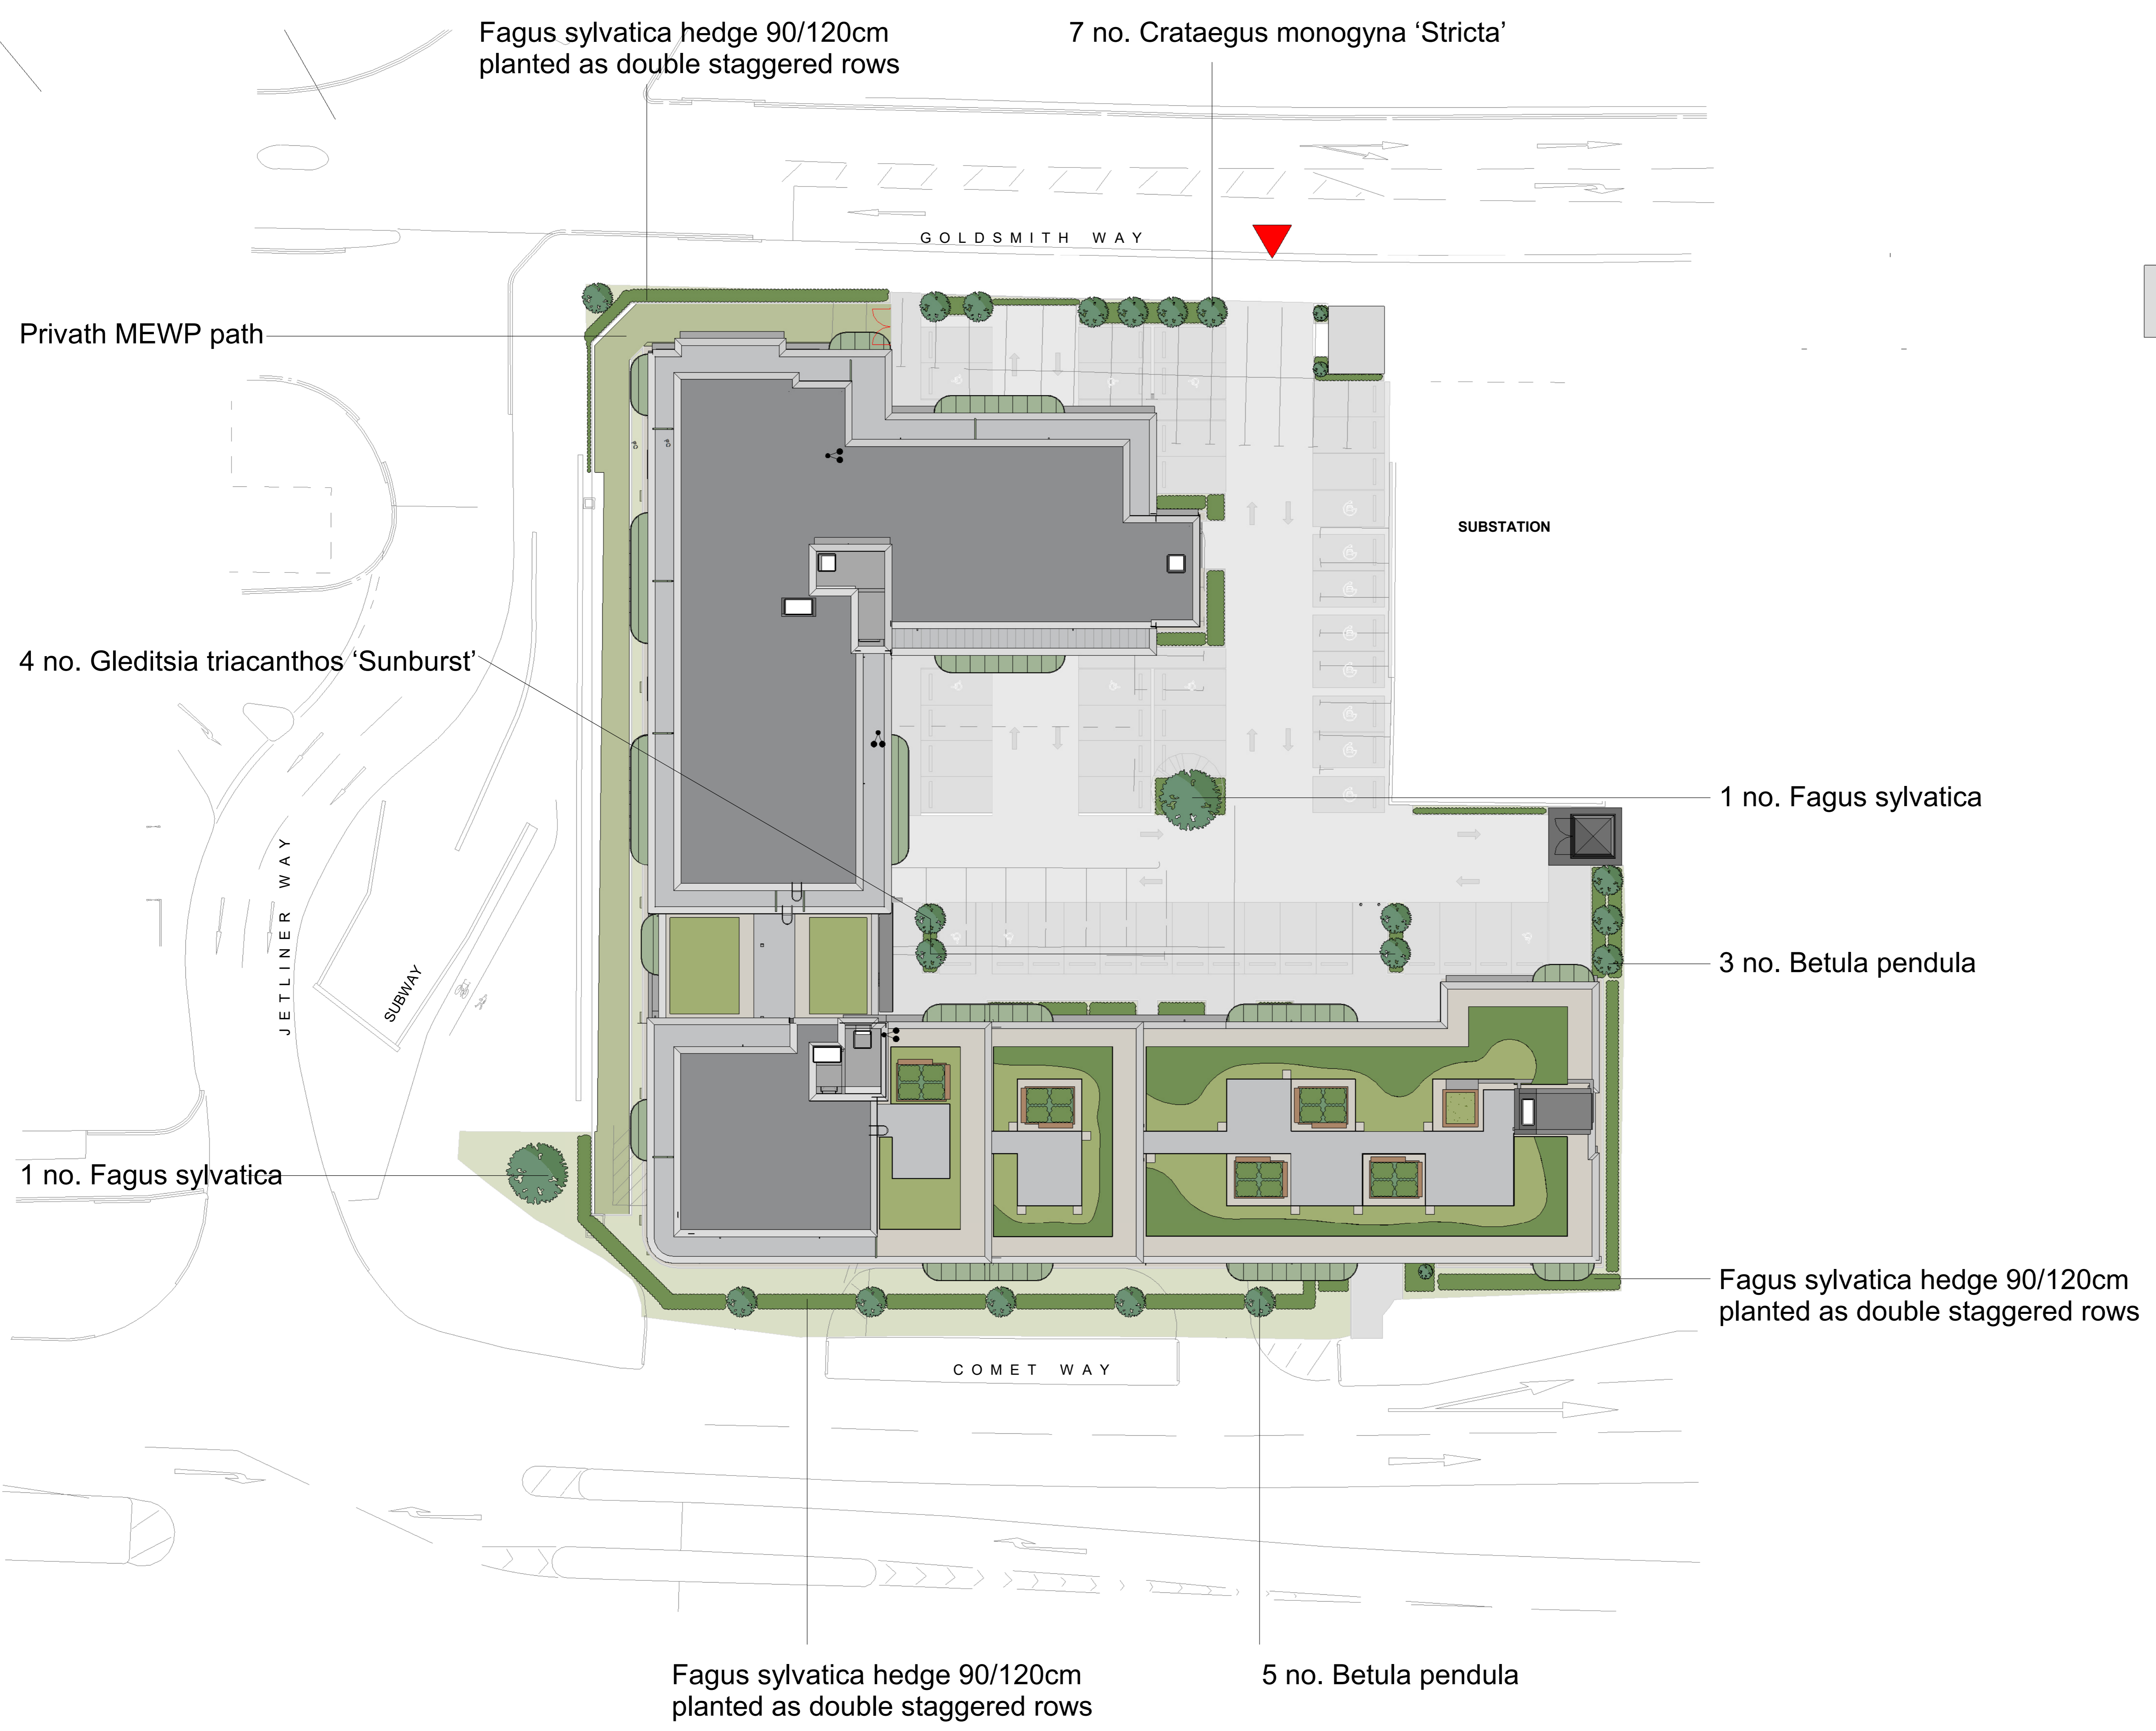 Fagus sylvatica hedge 90/120cm
planted as double staggered rows
7 no. Crataegus monogyna ‘Stricta’
GOLDSMITH WAY
Privath MEWP path
SUBSTATION
4 no. Gleditsia triacanthos ‘Sunburst’
1 no. Fagus sylvatica
JETLINER WAY
SUBWAY
3 no. Betula pendula
1 no. Fagus sylvatica
Fagus sylvatica hedge 90/120cm
planted as double staggered rows
COMET WAY
Fagus sylvatica hedge 90/120cm
planted as double staggered rows
5 no. Betula pendula